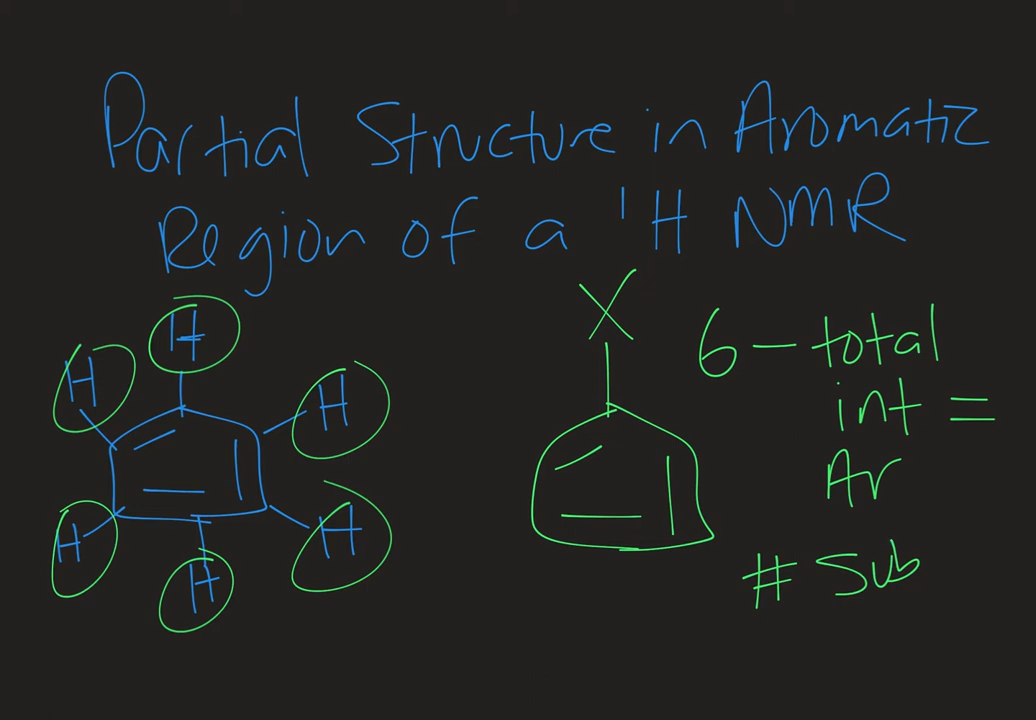 Partial Structure in Aromatic
Region of a ¹H NMR
H
H
H
H
H
H
X
6 - total
int =
Ar
# Sub